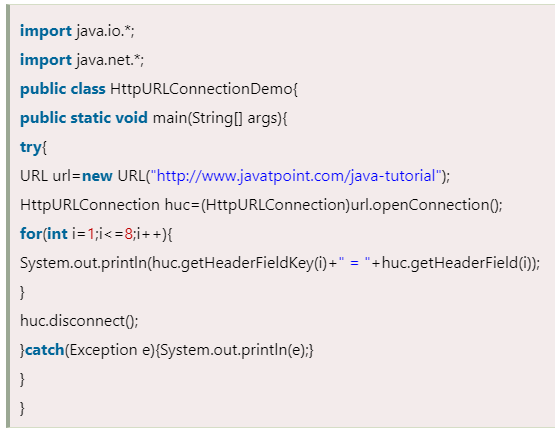 import java.io.*;
import java.net.*;
public class HttpURLConnectionDemo{
public static void main(String[] args){
try{
URL url=new URL("http://www.javatpoint.com/java-tutorial");
HttpURLConnection huc=(HttpURLConnection)url.openConnection();
for(int i=1;i<=8;i++){
System.out.println(huc.getHeaderFieldKey(i)+" = "+huc.getHeaderField(i));
}
huc.disconnect();
}catch(Exception e){System.out.println(e);}
}
}